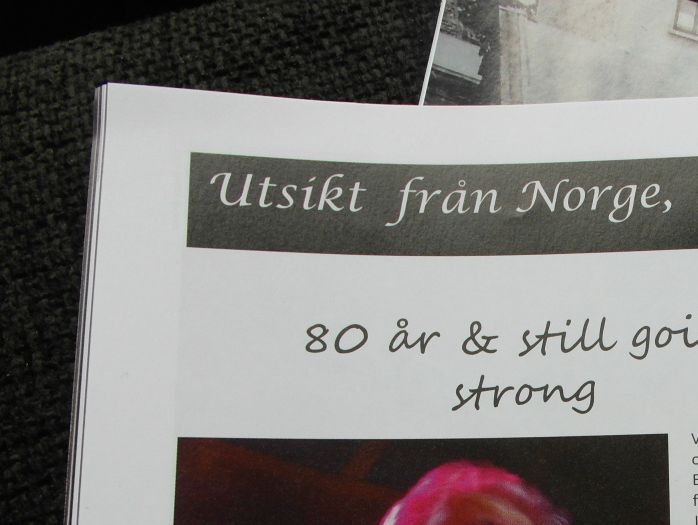 Utsikt från Norge,
80 år & still goi
strong